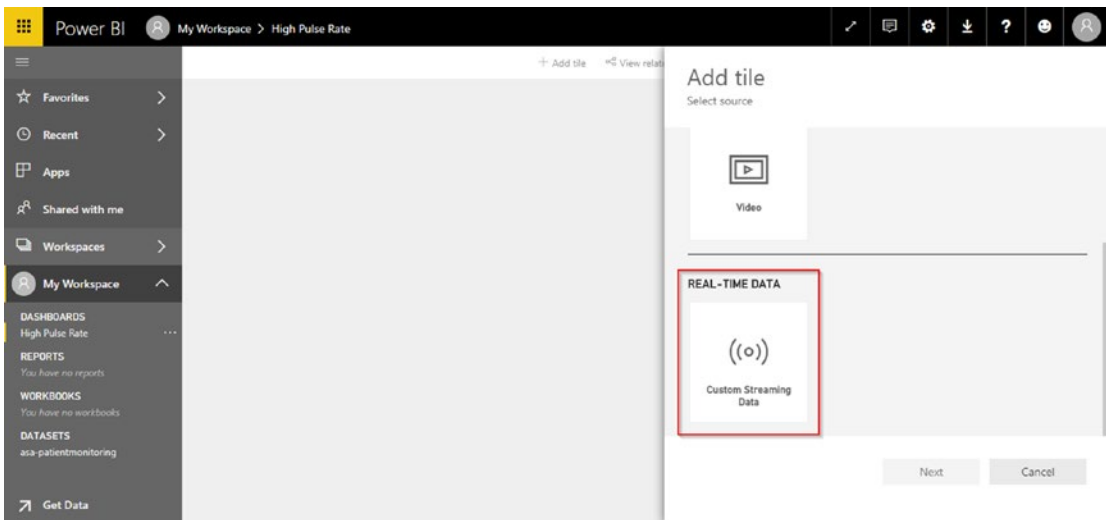 Power BI
My Workspace > High Pulse Rate
?
+ Add tile
View relat
Favorites
Recent
Apps
Shared with me
Workspaces
My Workspace
DASHBOARDS
High Pulse Rate
...
REPORTS
You have no reports
WORKBOOKS
You have no workbooks
DATASETS
asa-patientmonitoring
Get Data
Add tile
Select source
Video
REAL-TIME DATA
Custom Streaming
Data
Next
Cancel